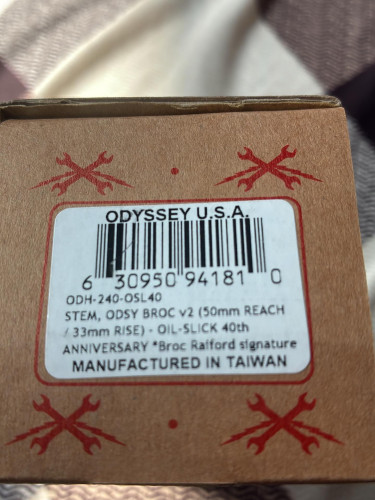 ODYSSEY U.S.A.
6 30950 94181 0
ODH-240-OSL40
STEM, ODSY BROC v2 (50mm REACH
/ 33mm RISE) - OIL-SLICK 40th
ANNIVERSARY *Broc Raiford signature
MANUFACTURED IN TAIWAN